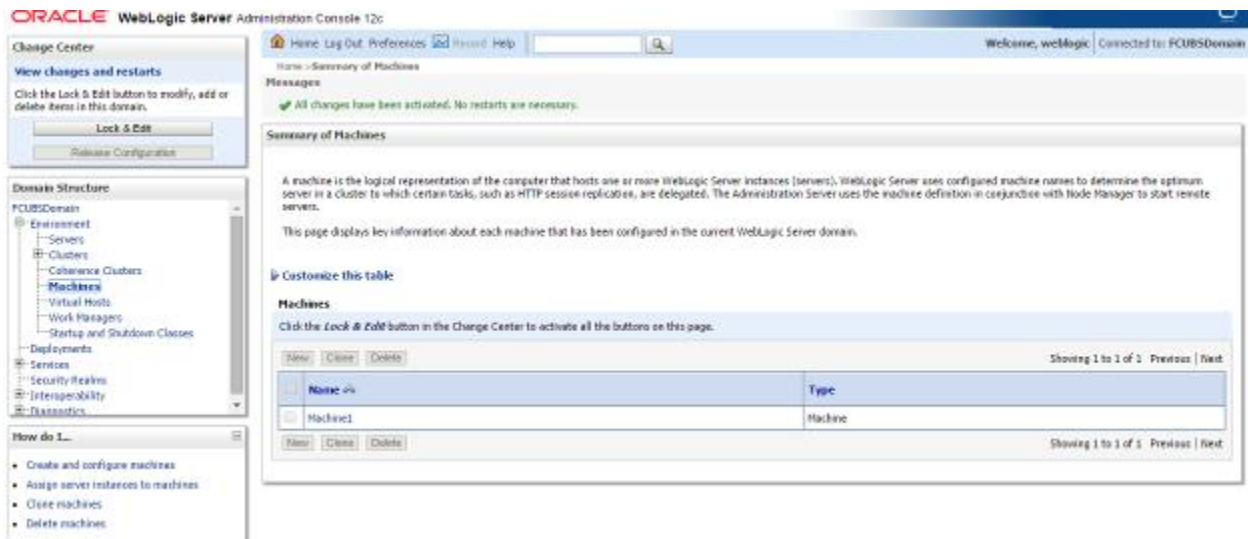 ORACLE WebLogic Server Administration Console 12c
Change Center
View changes and restarts
Click the Lock & Edit button to modify, add or
delete items in this domain.
Lock & Edit
Release Configuration
Domain Structure
FCUBSDomain
Environment
Servers
Clusters
Coherence Clusters
Machines
Virtual Hosts
Work Managers
Startup and Shutdown Classes
Deployments
Services
Security Realms
Interoperability
Diagnostics
How do I...
Create and configure machines
Assign server instances to machines
Clone machines
Delete machines
Home Log Out Preferences Record Help
Welcome, weblogic Connected to: FCUBSDomain
Home > Summary of Machines
Messages
All changes have been activated. No restarts are necessary.
Summary of Machines
A machine is the logical representation of the computer that hosts one or more WebLogic Server instances (servers). WebLogic Server uses configured machine names to determine the optimum
server in a cluster to which certain tasks, such as HTTP session replication, are delegated. The Administration Server uses the machine definition in conjunction with Node Manager to start remote
servers.
This page displays key information about each machine that has been configured in the current WebLogic Server domain.
Customize this table
Machines
Click the Lock & Edit button in the Change Center to activate all the buttons on this page.
New Clone Delete Showing 1 to 1 of 1 Previous | Next
Name Type
Machine1 Machine
New Clone Delete Showing 1 to 1 of 1 Previous | Next